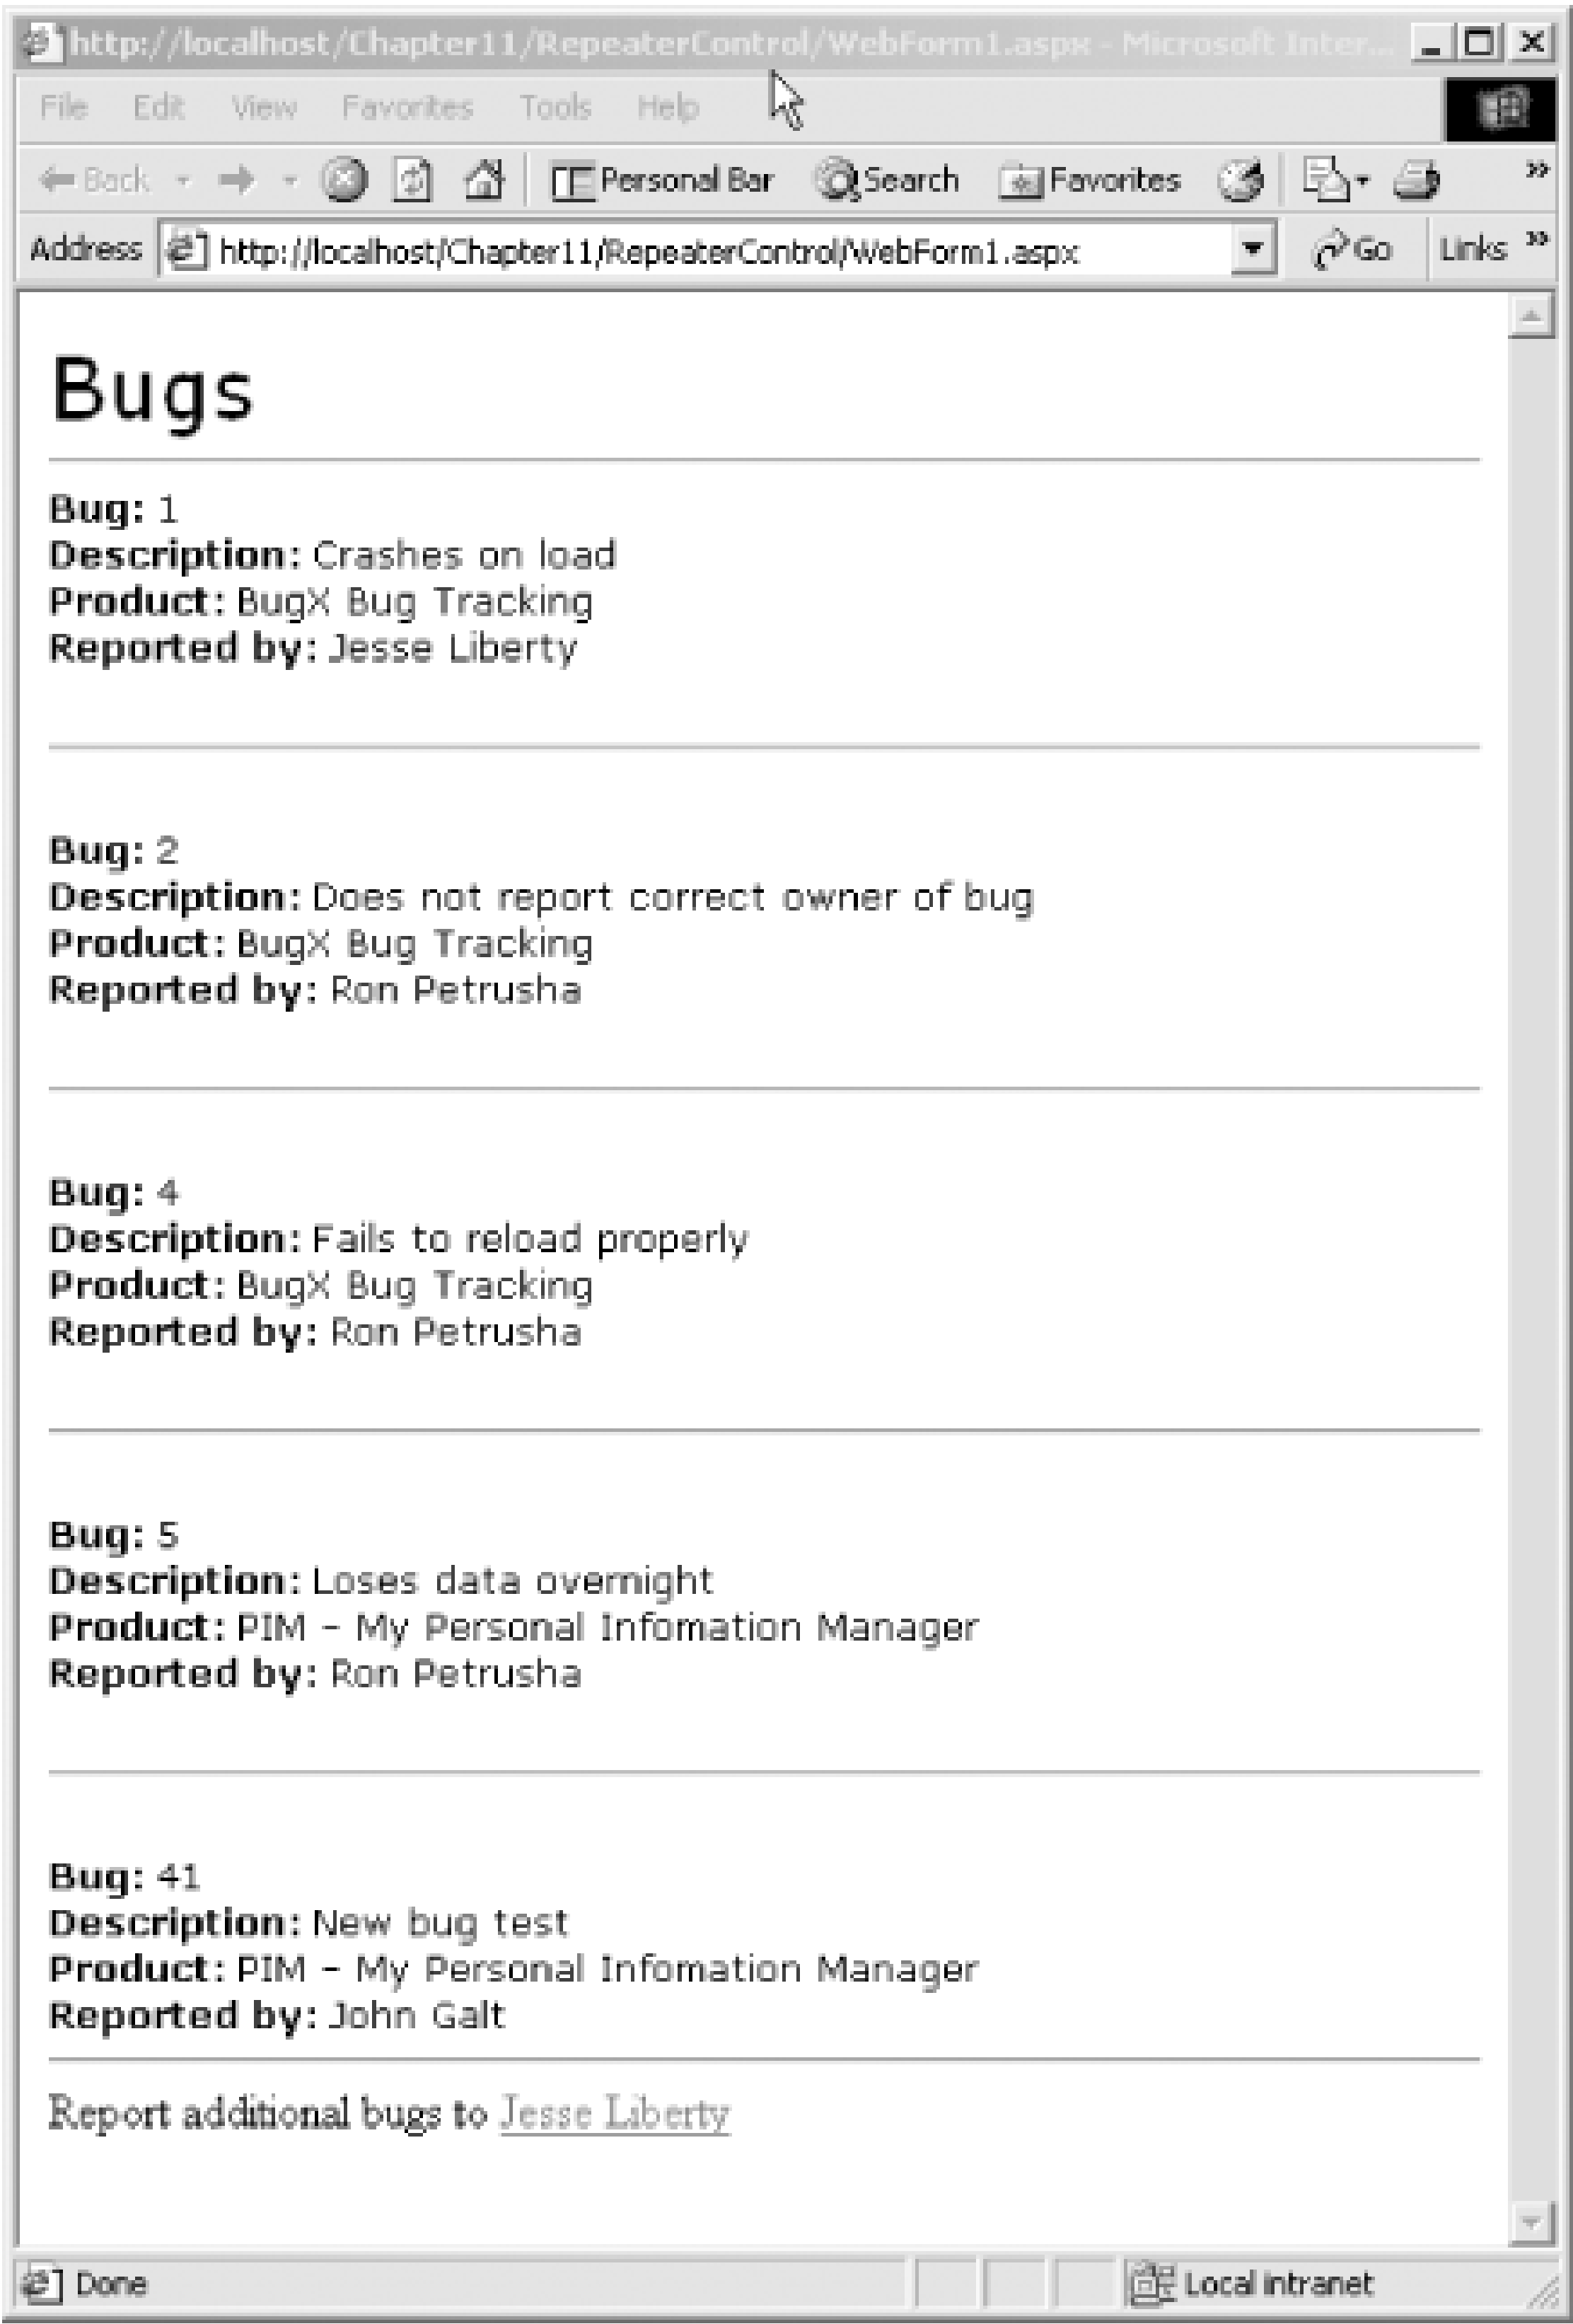 http://localhost/Chapter11/RepeaterControl/WebForm1.aspx - Microsoft Inter...
File Edit View Favorites Tools Help
Back Personal Bar Search Favorites »
Address http://localhost/Chapter11/RepeaterControl/WebForm1.aspx Go Links »
Bugs
Bug: 1
Description: Crashes on load
Product: BugX Bug Tracking
Reported by: Jesse Liberty
Bug: 2
Description: Does not report correct owner of bug
Product: BugX Bug Tracking
Reported by: Ron Petrusha
Bug: 4
Description: Fails to reload properly
Product: BugX Bug Tracking
Reported by: Ron Petrusha
Bug: 5
Description: Loses data overnight
Product: PIM - My Personal Infomation Manager
Reported by: Ron Petrusha
Bug: 41
Description: New bug test
Product: PIM - My Personal Infomation Manager
Reported by: John Galt
Report additional bugs to Jesse Liberty
Done Local intranet